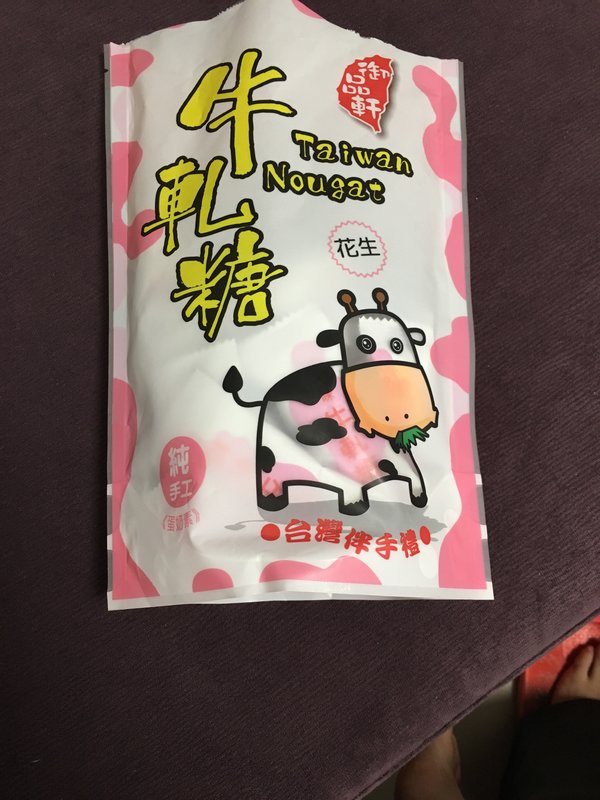 御品軒
牛軋糖
Taiwan
Nougat
花生
純
手工
《蛋奶素》
台灣伴手禮